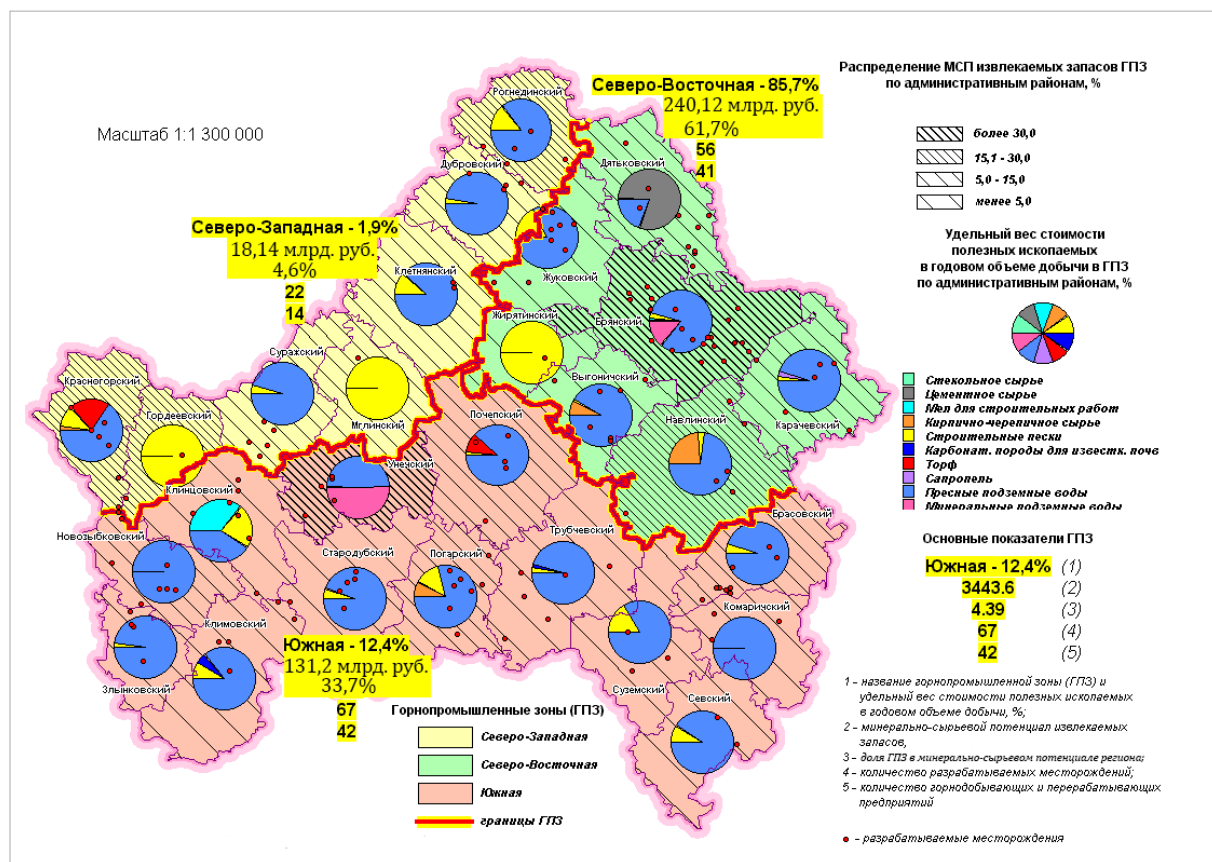 Масштаб 1:1 300 000
Северо-Восточная - 85,7%
240,12 млрд. руб.
61,7%
56
41
Северо-Западная - 1,9%
18,14 млрд. руб.
4,6%
22
14
Южная - 12,4%
131,2 млрд. руб.
33,7%
67
42
Рогнединский
Дубровский
Дятьковский
Клетнянский
Жуковский
Жирятинский
Брянский
Суражский
Выгоничский
Красногорский
Гордеевский
Мглинский
Почепский
Навлинский
Карачевский
Унечский
Клинцовский
Новозыбковский
Стародубский
Погарский
Трубчевский
Брасовский
Комаричский
Климовский
Злынковский
Суземский
Севский
Горнопромышленные зоны (ГПЗ)
Северо-Западная
Северо-Восточная
Южная
границы ГПЗ
Распределение МСП извлекаемых запасов ГПЗ
по административным районам, %
более 30,0
15,1 - 30,0
5,0 - 15,0
менее 5,0
Удельный вес стоимости
полезных ископаемых
в годовом объеме добычи в ГПЗ
по административным районам, %
Стекольное сырье
Цементное сырье
Мел для строительных работ
Кирпично-черепичное сырье
Строительные пески
Карбонат. породы для известк. почв
Торф
Сапропель
Пресные подземные воды
Минеральные подземные воды
Основные показатели ГПЗ
Южная - 12,4% (1)
3443.6 (2)
4.39 (3)
67 (4)
42 (5)
1 - название горнопромышленной зоны (ГПЗ) и
удельный вес стоимости полезных ископаемых
в годовом объеме добычи, %;
2 - минерально-сырьевой потенциал извлекаемых
запасов,
3 - доля ГПЗ в минерально-сырьевом потенциале региона;
4 - количество разрабатываемых месторождений;
5 - количество горнодобывающих и перерабатывающих
предприятий
- разрабатываемые месторождения